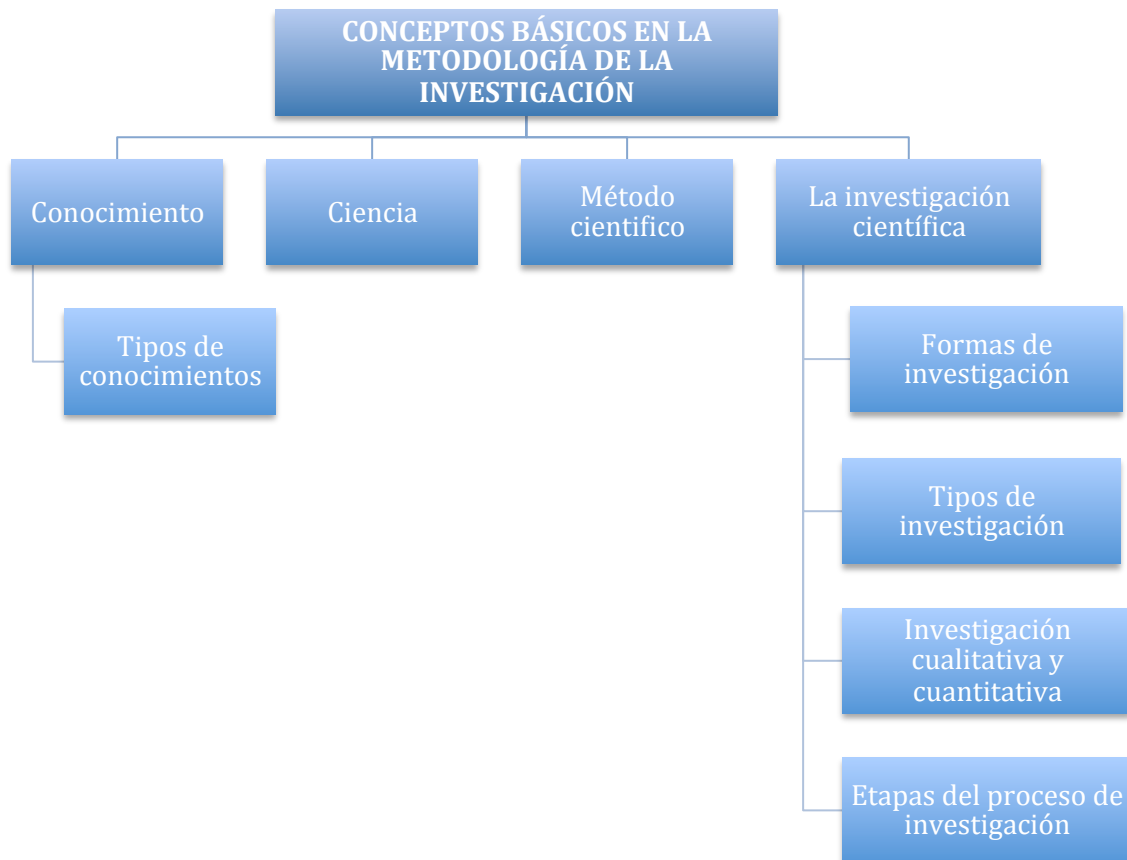 CONCEPTOS BÁSICOS EN LA
METODOLOGÍA DE LA
INVESTIGACIÓN
Conocimiento
Ciencia
Método
cientifico
La investigación
científica
Tipos de
conocimientos
Formas de
investigación
Tipos de
investigación
Investigación
cualitativa y
cuantitativa
Etapas del proceso de
investigación